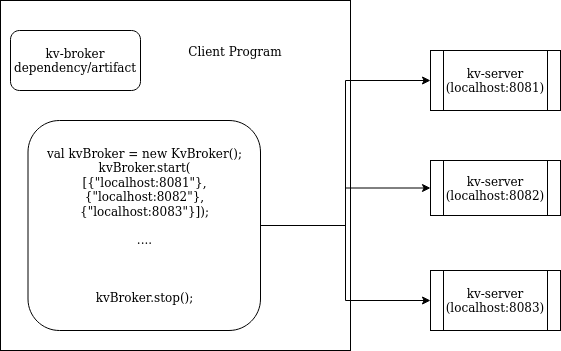 kv-broker
dependency/artifact
Client Program
val kvBroker = new KvBroker();
kvBroker.start(
[{"localhost:8081"},
{"localhost:8082"},
{"localhost:8083"}]);
....
kvBroker.stop();
kv-server
(localhost:8081)
kv-server
(localhost:8082)
kv-server
(localhost:8083)